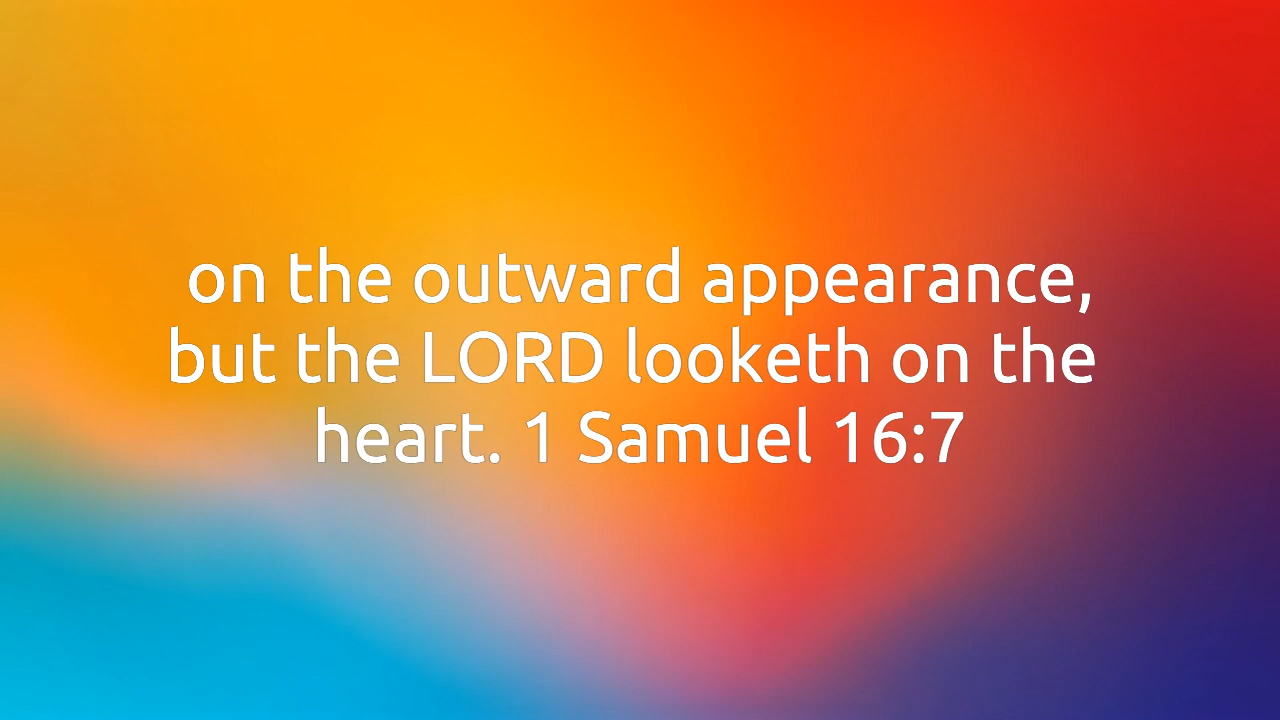 on the outward appearance,
but the LORD looketh on the
heart. 1 Samuel 16:7